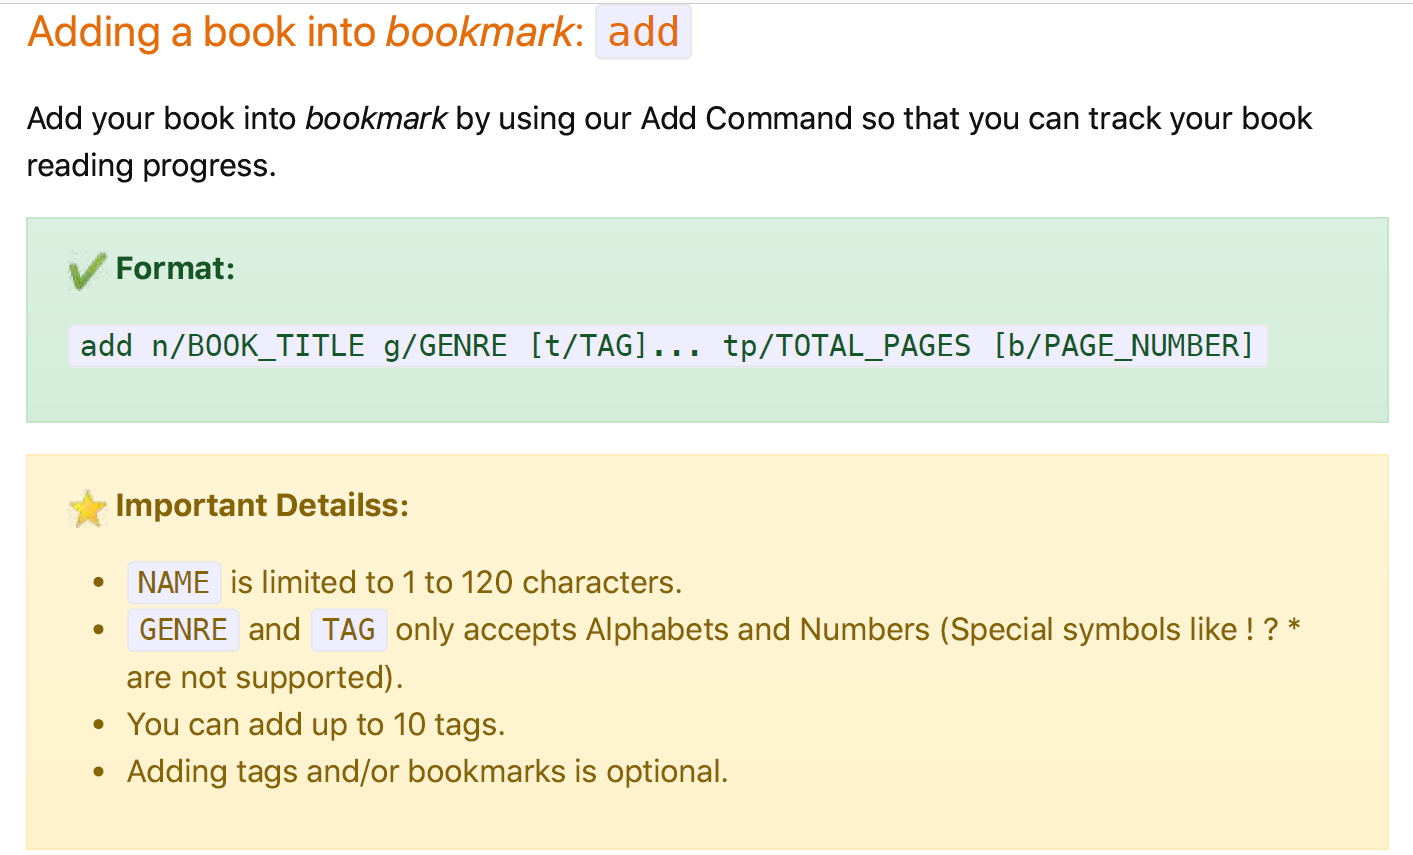 Adding a book into bookmark: add
Add your book into bookmark by using our Add Command so that you can track your book
reading progress.
Format:
add n/BOOK_TITLE g/GENRE [t/TAG]... tp/TOTAL_PAGES [b/PAGE_NUMBER]
Important Detailss:
• NAME is limited to 1 to 120 characters.
• GENRE and TAG only accepts Alphabets and Numbers (Special symbols like ! ? *
are not supported).
• You can add up to 10 tags.
• Adding tags and/or bookmarks is optional.